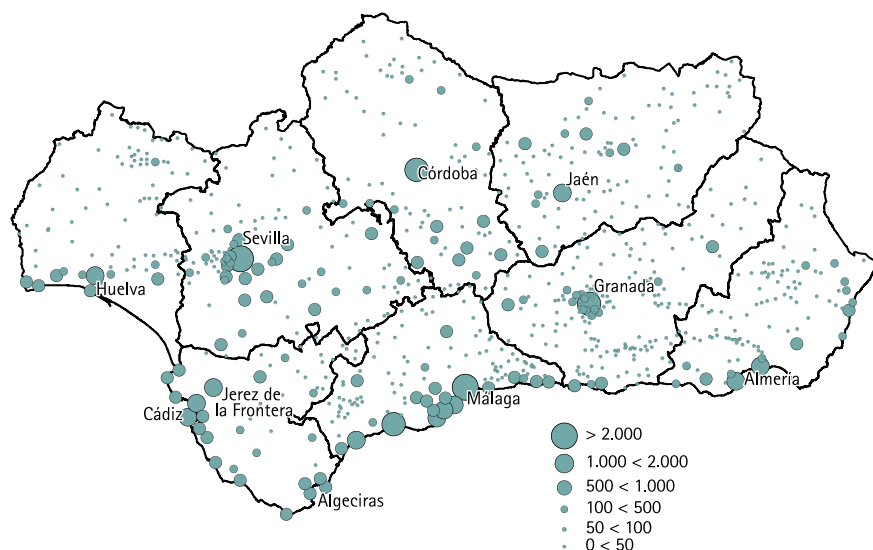 Córdoba
Jaén
Sevilla
Granada
Huelva
Jerez de
la Frontera
Cádiz
Málaga
Almería
Algeciras
> 2.000
1.000 < 2.000
500 < 1.000
100 < 500
50 < 100
0 < 50